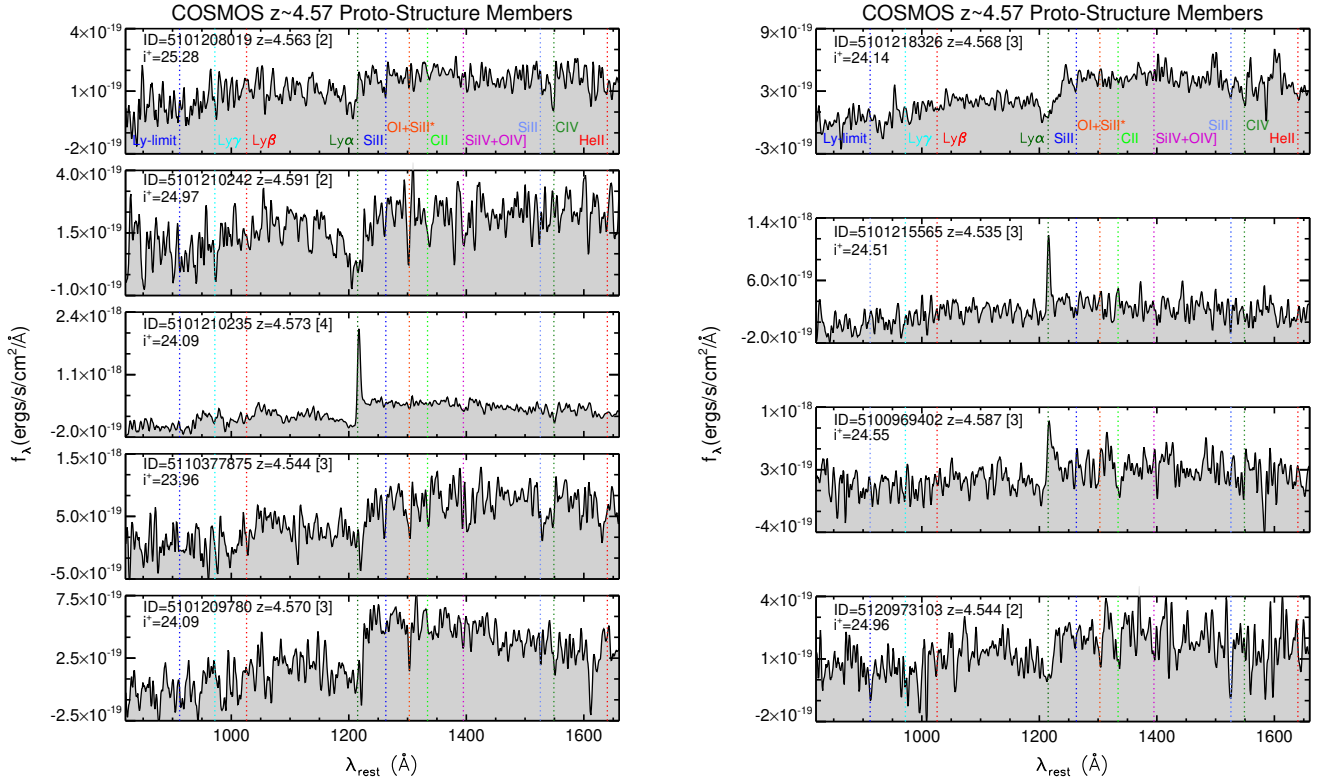 COSMOS z~4.57 Proto-Structure Members
4×10⁻¹⁹
1×10⁻¹⁹
-2×10⁻¹⁹
ID=5101208019 z=4.563 [2]
i⁺=25.28
Ly-limit Lyγ Lyβ Lyα SiII OI+SiII* CII SiIV+OIV] SiII CIV HeII
4.0×10⁻¹⁹
1.5×10⁻¹⁹
-1.0×10⁻¹⁹
ID=5101210242 z=4.591 [2]
i⁺=24.97
2.4×10⁻¹⁸
1.1×10⁻¹⁸
-2.0×10⁻¹⁹
ID=5101210235 z=4.573 [4]
i⁺=24.09
1.5×10⁻¹⁸
5.0×10⁻¹⁹
-5.0×10⁻¹⁹
ID=5110377875 z=4.544 [3]
i⁺=23.96
7.5×10⁻¹⁹
2.5×10⁻¹⁹
-2.5×10⁻¹⁹
ID=5101209780 z=4.570 [3]
i⁺=24.09
fλ(ergs/s/cm²/Å)
1000 1200 1400 1600
λrest (Å)
COSMOS z~4.57 Proto-Structure Members
9×10⁻¹⁹
3×10⁻¹⁹
-3×10⁻¹⁹
ID=5101218326 z=4.568 [3]
i⁺=24.14
Ly-limit Lyγ Lyβ Lyα SiII OI+SiII* CII SiIV+OIV] SiII CIV HeII
1.4×10⁻¹⁸
6.0×10⁻¹⁹
-2.0×10⁻¹⁹
ID=5101215565 z=4.535 [3]
i⁺=24.51
1×10⁻¹⁸
3×10⁻¹⁹
-4×10⁻¹⁹
ID=5100969402 z=4.587 [3]
i⁺=24.55
4×10⁻¹⁹
1×10⁻¹⁹
-2×10⁻¹⁹
ID=5120973103 z=4.544 [2]
i⁺=24.96
fλ(ergs/s/cm²/Å)
1000 1200 1400 1600
λrest (Å)